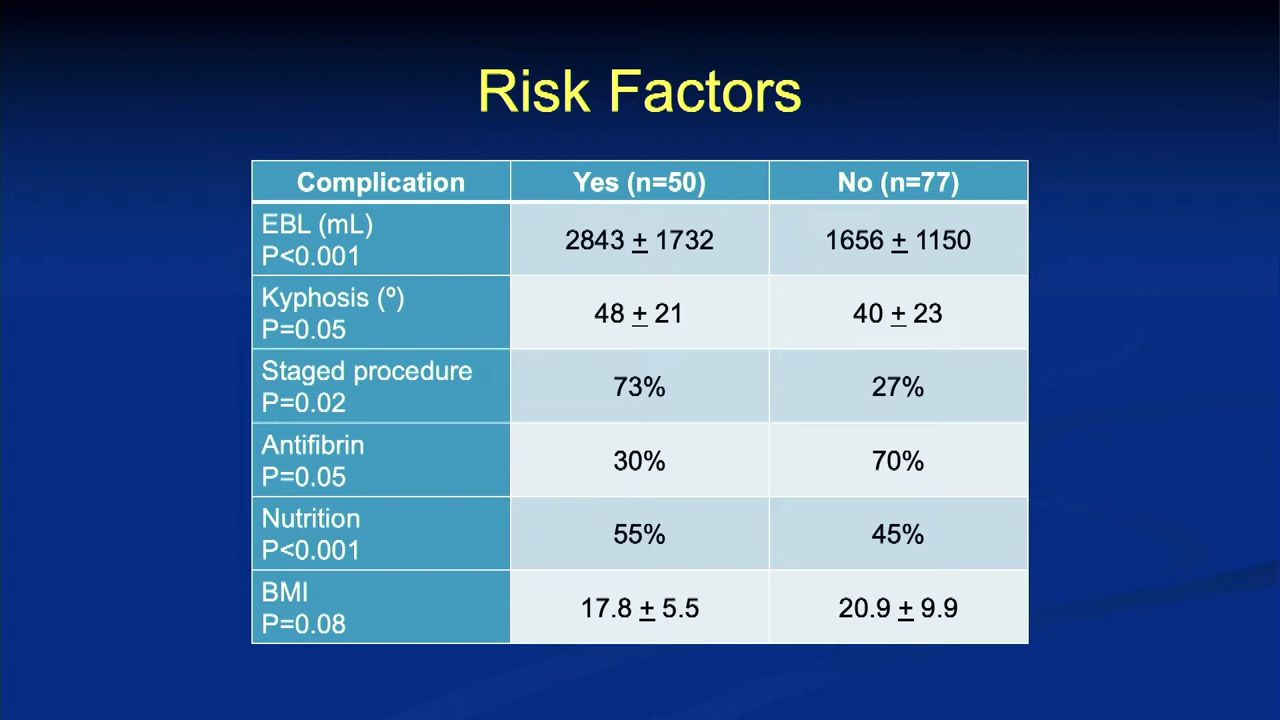 Risk Factors
Complication Yes (n=50) No (n=77)
EBL (mL)
P<0.001
2843 ± 1732 1656 ± 1150
Kyphosis (º)
P=0.05
48 ± 21 40 ± 23
Staged procedure
P=0.02
73% 27%
Antifibrin
P=0.05
30% 70%
Nutrition
P<0.001
55% 45%
BMI
P=0.08
17.8 ± 5.5 20.9 ± 9.9